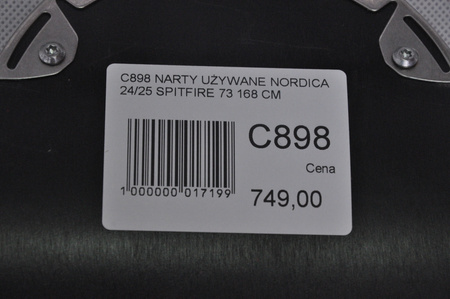 C898 NARTY UŻYWANE NORDICA
24/25 SPITFIRE 73 168 CM
C898
Cena
749,00
1 000000 017199